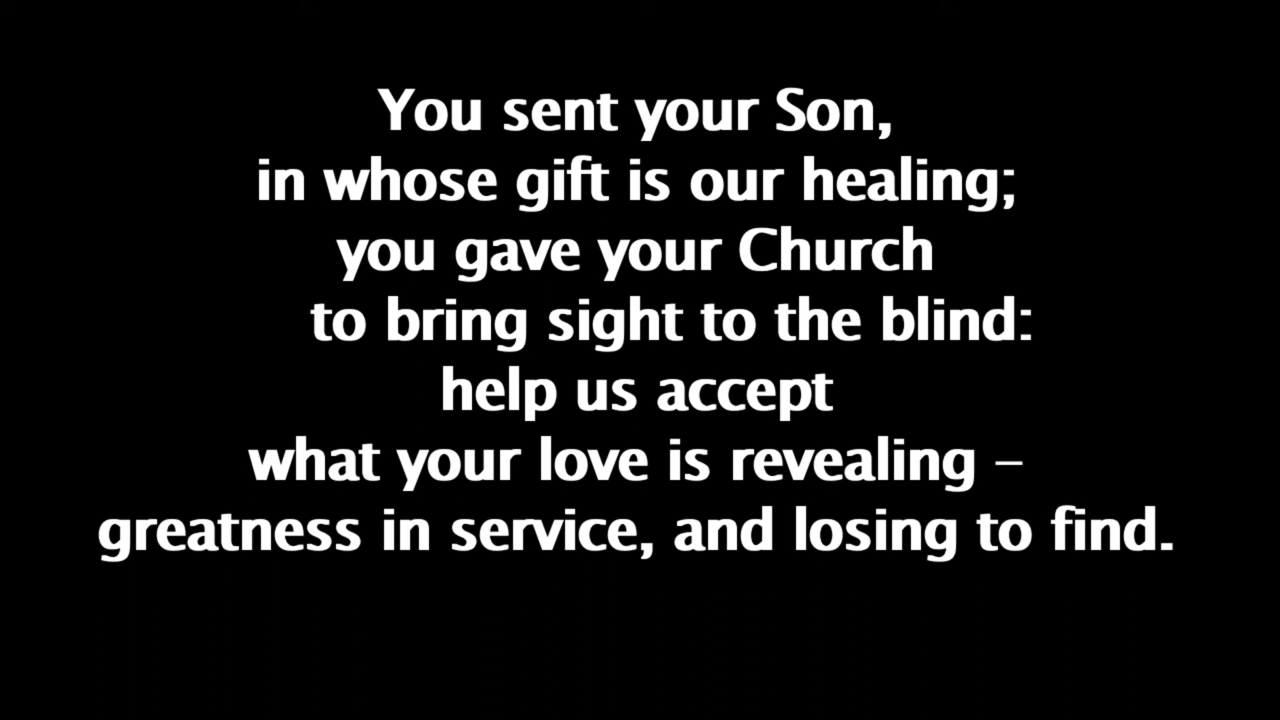 You sent your Son,
in whose gift is our healing;
you gave your Church
to bring sight to the blind:
help us accept
what your love is revealing –
greatness in service, and losing to find.